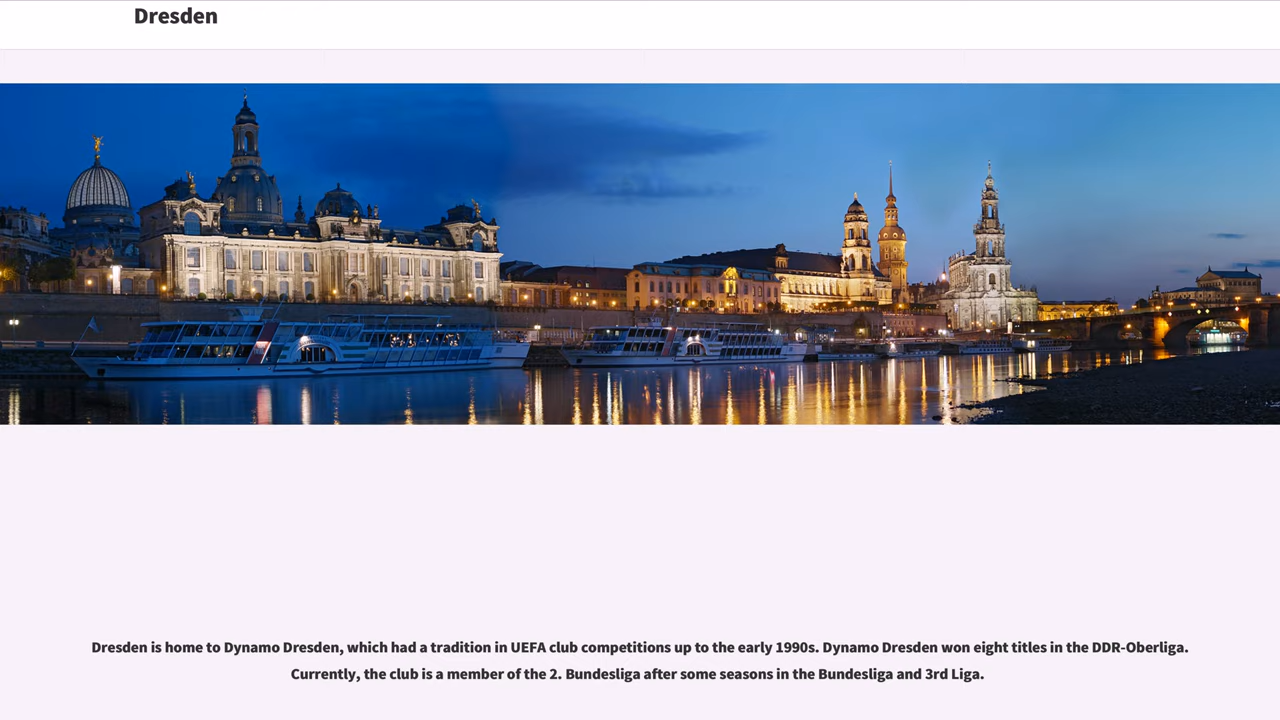 Dresden
Dresden is home to Dynamo Dresden, which had a tradition in UEFA club competitions up to the early 1990s. Dynamo Dresden won eight titles in the DDR-Oberliga.
Currently, the club is a member of the 2. Bundesliga after some seasons in the Bundesliga and 3rd Liga.